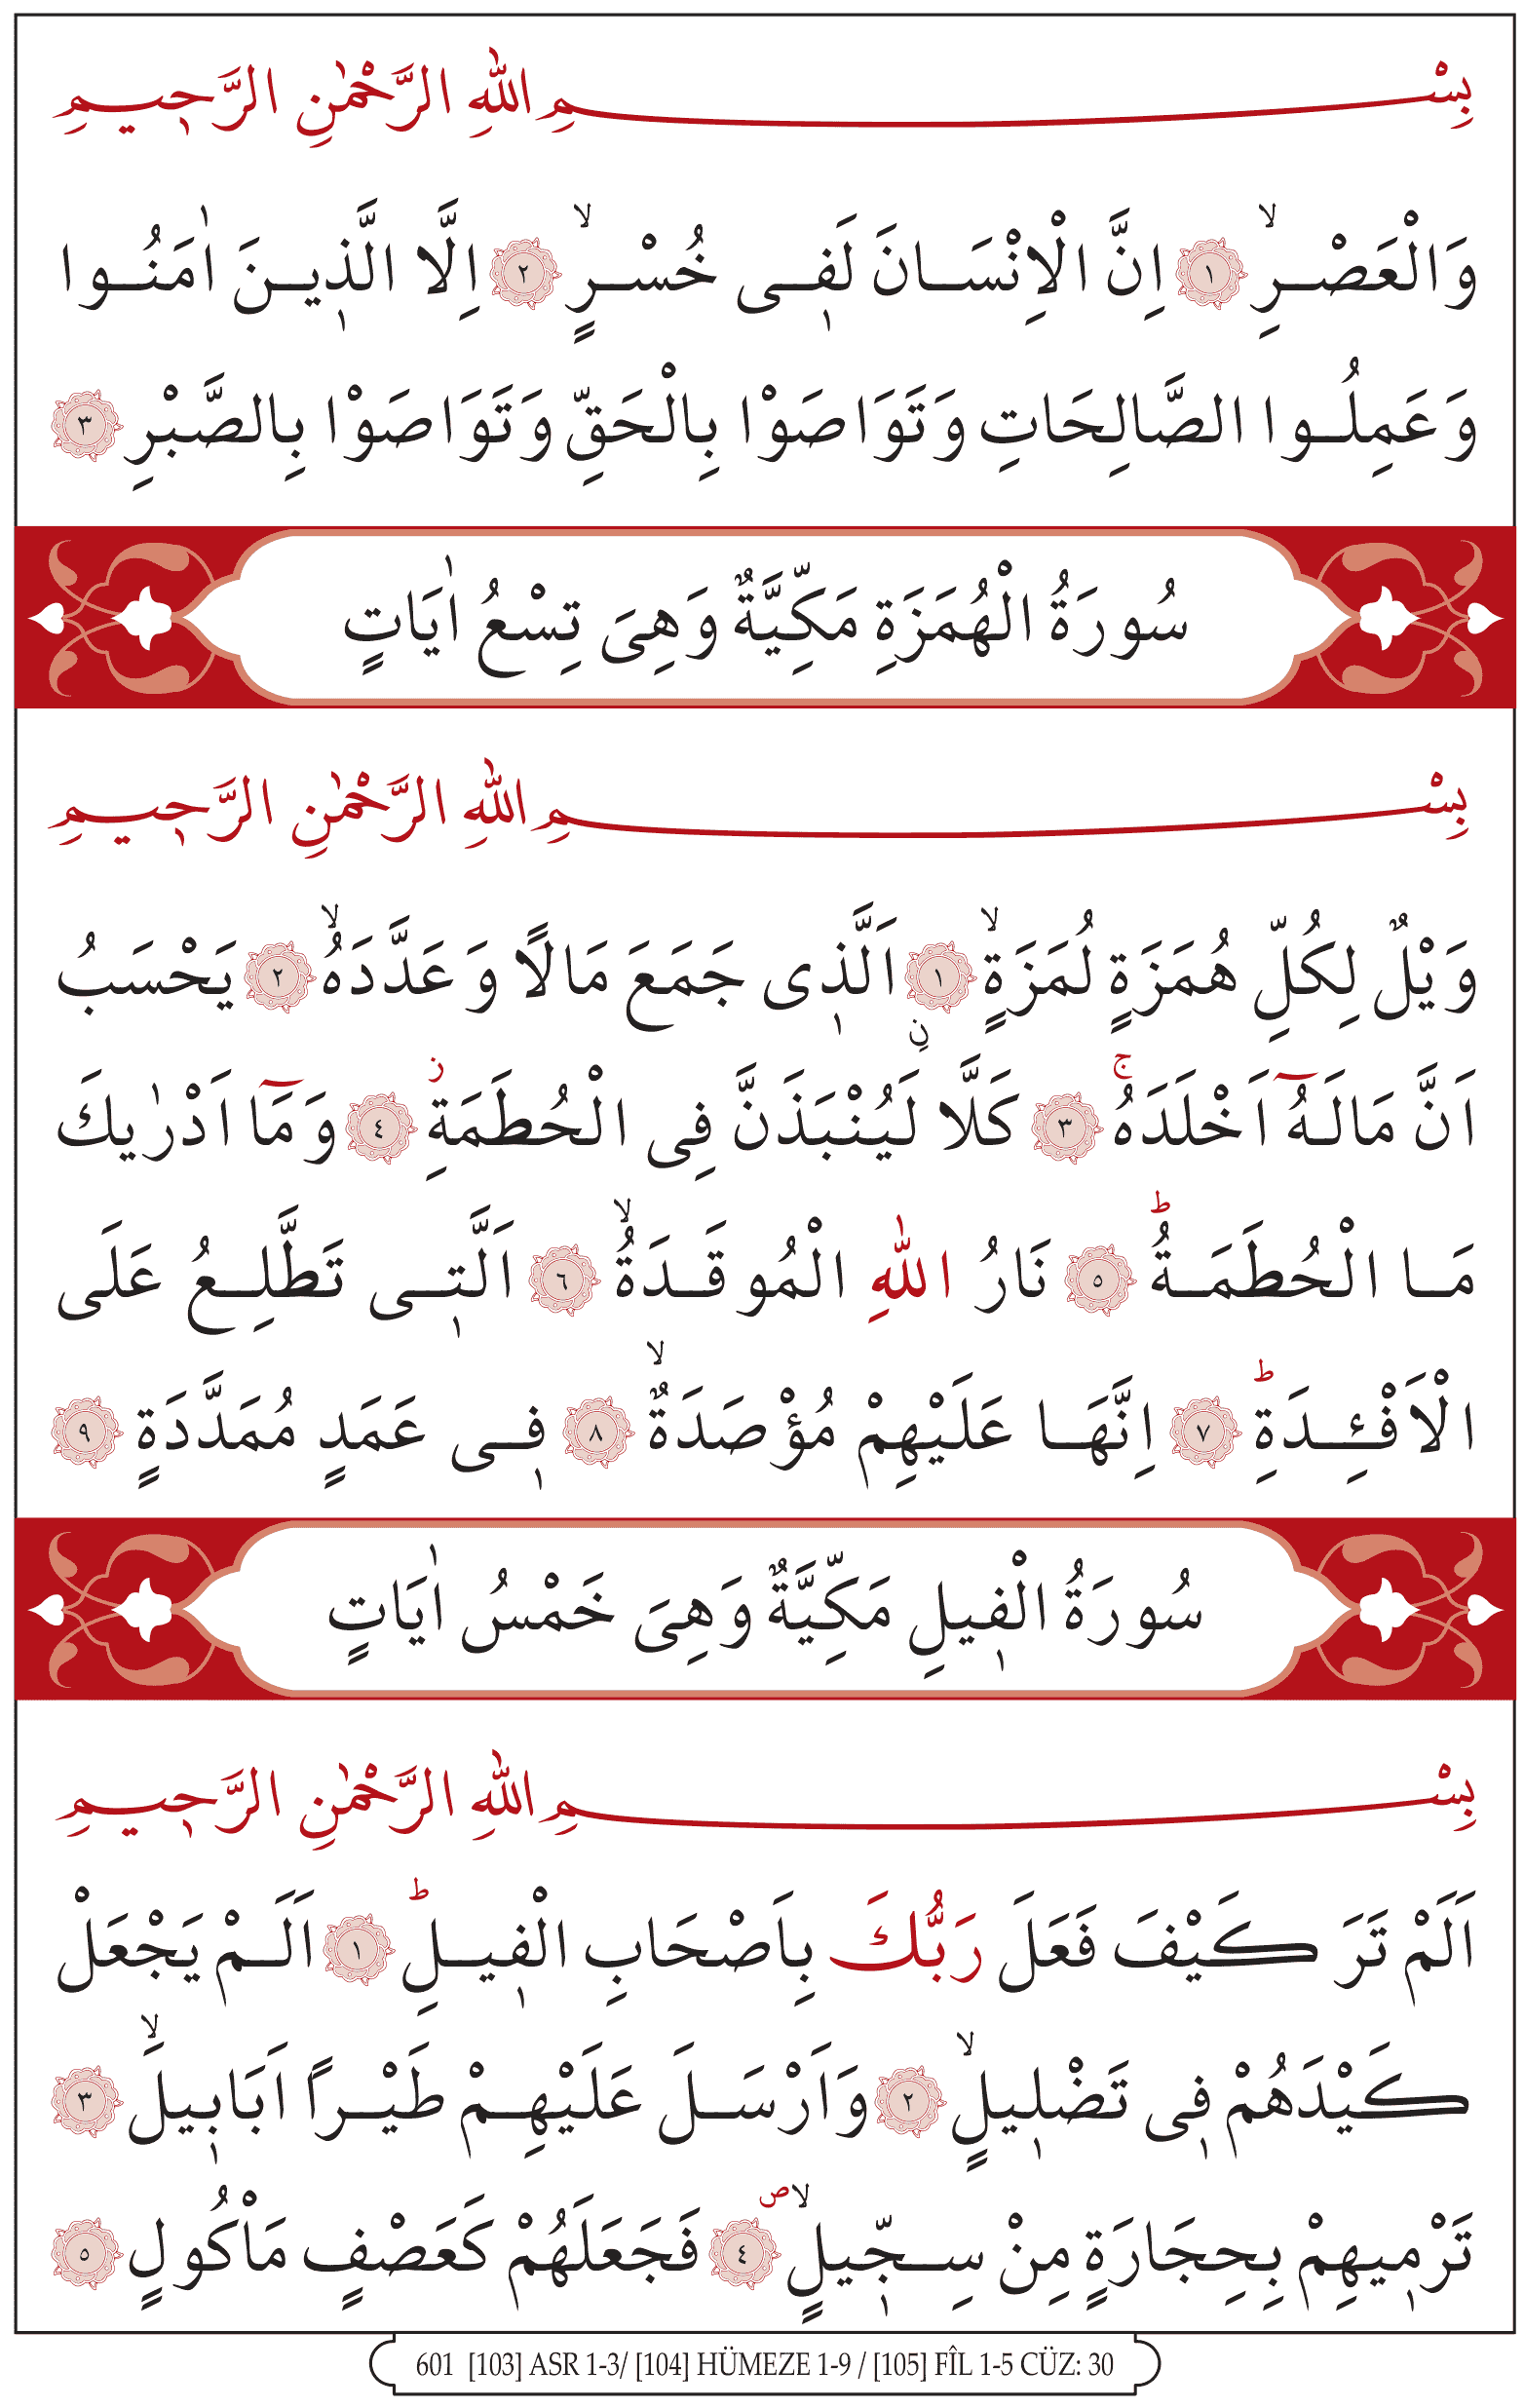 بِسْمِ اللّٰهِ الرَّحْمٰنِ الرَّح۪يمِ
وَالْعَصْرِۙ ﴿١﴾ اِنَّ الْاِنْسَانَ لَف۪ي خُسْرٍۙ ﴿٢﴾ اِلَّا الَّذ۪ينَ اٰمَنُوا
وَعَمِلُوا الصَّالِحَاتِ وَتَوَاصَوْا بِالْحَقِّ وَتَوَاصَوْا بِالصَّبْرِ ﴿٣﴾
سُورَةُ الْهُمَزَةِ مَكِّيَّةٌ وَهِيَ تِسْعُ اٰيَاتٍ
بِسْمِ اللّٰهِ الرَّحْمٰنِ الرَّح۪يمِ
وَيْلٌ لِكُلِّ هُمَزَةٍ لُمَزَةٍۙ ﴿١﴾ نِ اَلَّذ۪ي جَمَعَ مَالًا وَعَدَّدَهُۙ ﴿٢﴾ يَحْسَبُ
اَنَّ مَالَهُٓ اَخْلَدَهُۚ ﴿٣﴾ كَلَّا لَيُنْبَذَنَّ فِي الْحُطَمَةِۘ ﴿٤﴾ وَمَٓا اَدْرٰيكَ
مَا الْحُطَمَةُۜ ﴿٥﴾ نَارُ اللّٰهِ الْمُوقَدَةُۙ ﴿٦﴾ اَلَّت۪ي تَطَّلِعُ عَلَى
الْاَفْـِٔدَةِۜ ﴿٧﴾ اِنَّهَا عَلَيْهِمْ مُؤْصَدَةٌۙ ﴿٨﴾ ف۪ي عَمَدٍ مُمَدَّدَةٍ ﴿٩﴾
سُورَةُ الْف۪يلِ مَكِّيَّةٌ وَهِيَ خَمْسُ اٰيَاتٍ
بِسْمِ اللّٰهِ الرَّحْمٰنِ الرَّح۪يمِ
اَلَمْ تَرَ كَيْفَ فَعَلَ رَبُّكَ بِاَصْحَابِ الْف۪يلِۜ ﴿١﴾ اَلَمْ يَجْعَلْ
كَيْدَهُمْ ف۪ي تَضْل۪يلٍۙ ﴿٢﴾ وَاَرْسَلَ عَلَيْهِمْ طَيْرًا اَبَاب۪يلَۙ ﴿٣﴾
تَرْم۪يهِمْ بِحِجَارَةٍ مِنْ سِجّ۪يلٍۙۖ ﴿٤﴾ فَجَعَلَهُمْ كَعَصْفٍ مَاْكُولٍ ﴿٥﴾
601 [103] ASR 1-3/ [104] HÜMEZE 1-9 / [105] FÎL 1-5 CÜZ: 30